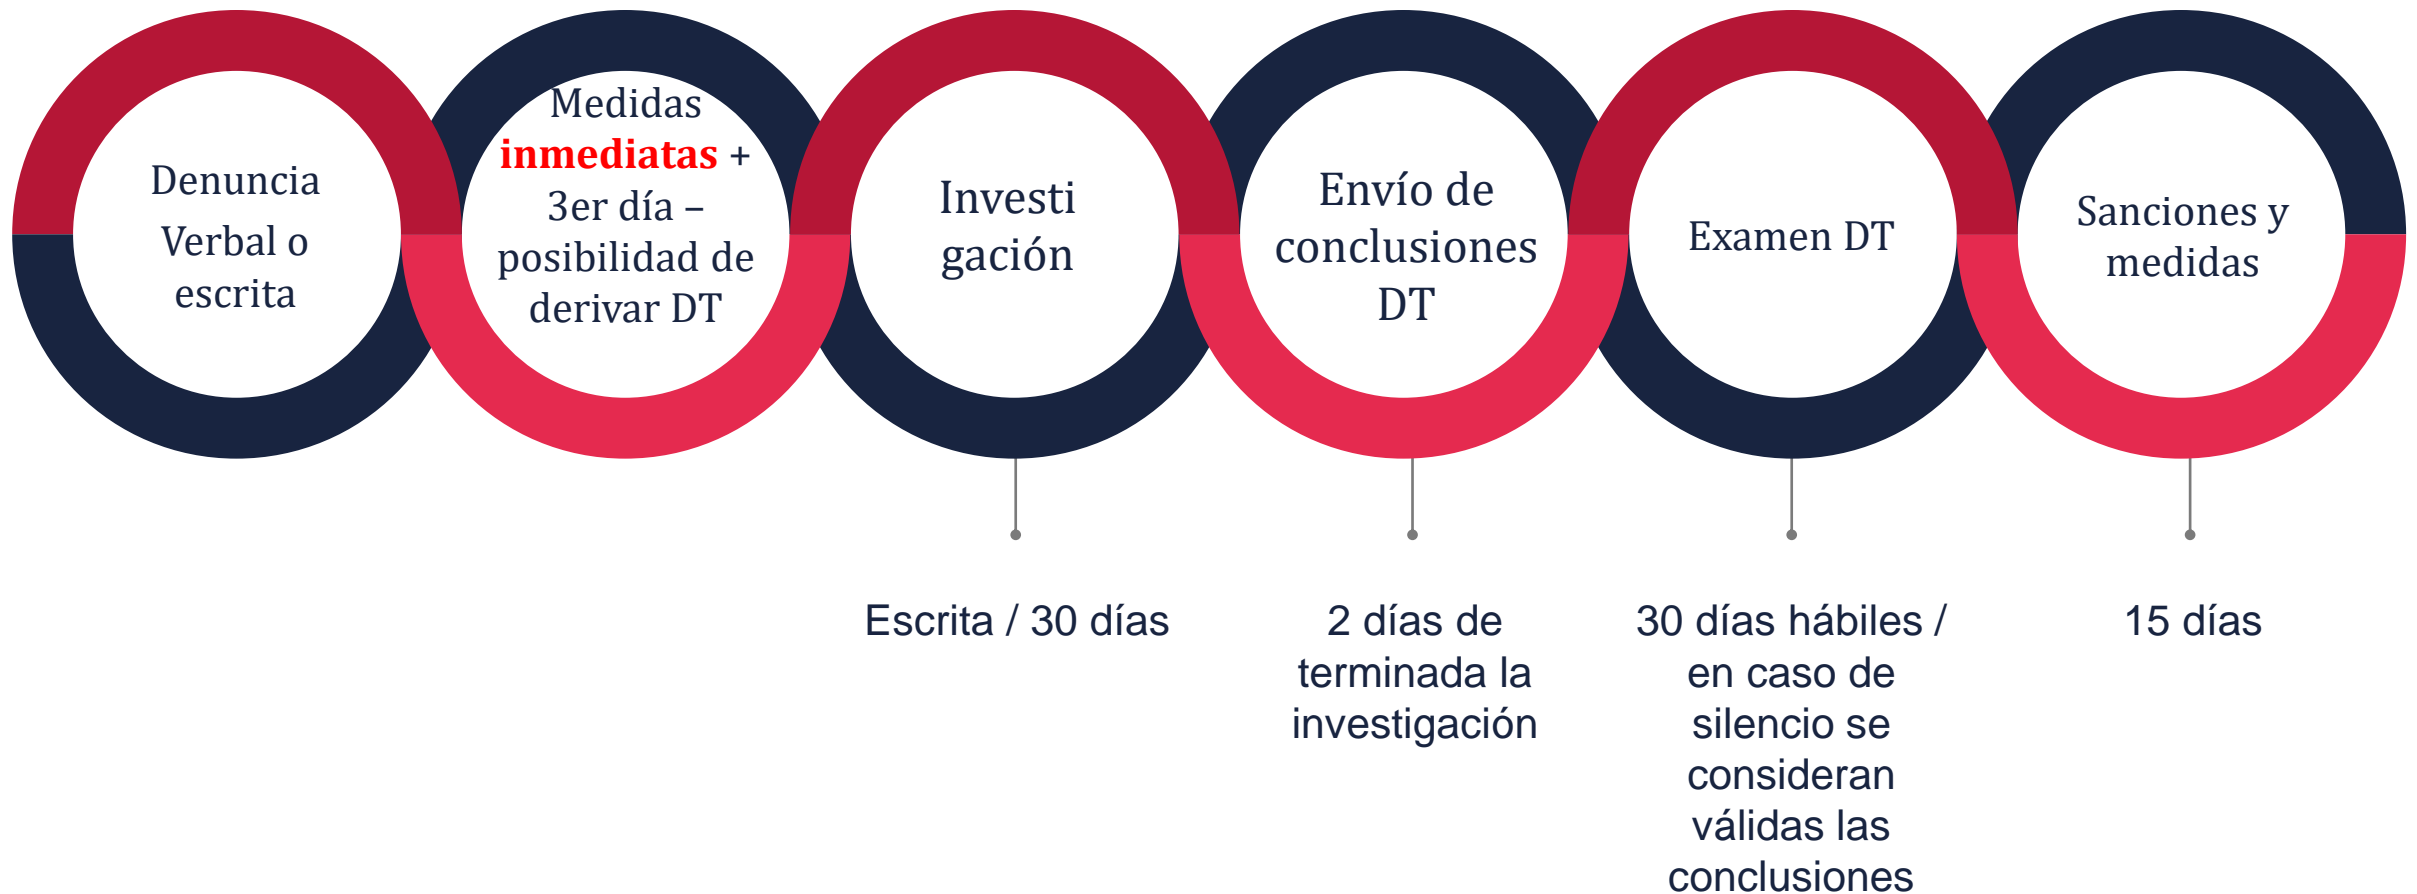 Denuncia
Verbal o
escrita
Medidas
inmediatas +
3er día –
posibilidad de
derivar DT
Investi
gación
Envío de
conclusiones
DT
Examen DT
Sanciones y
medidas
Escrita / 30 días
2 días de
terminada la
investigación
30 días hábiles /
en caso de
silencio se
consideran
válidas las
conclusiones
15 días